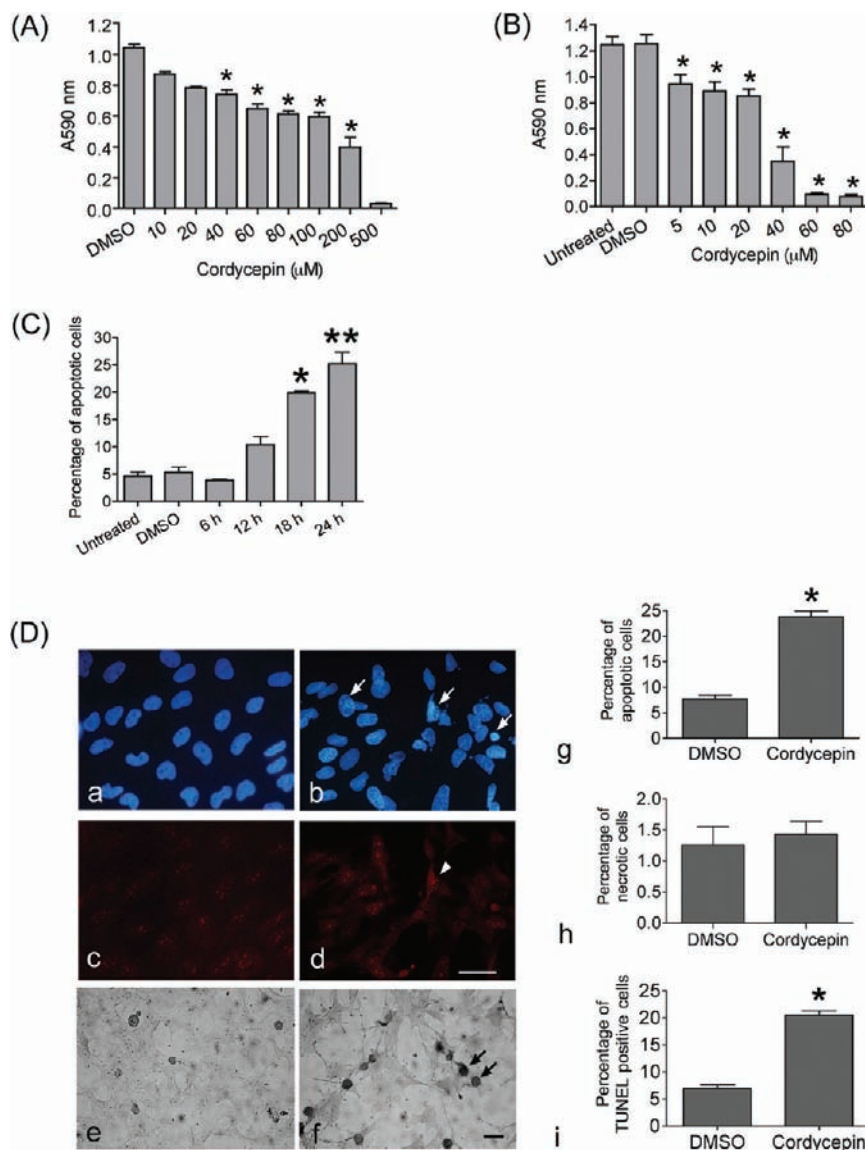 (A)
A590 nm
1.2
1.0
0.8
0.6
0.4
0.2
0.0
* * * * *
DMSO 10 20 40 60 80 100 200 500
Cordycepin (μM)
(B)
A590 nm
1.4
1.2
1.0
0.8
0.6
0.4
0.2
0.0
* * * * * *
Untreated DMSO 5 10 20 40 60 80
Cordycepin (μM)
(C)
Percentage of apoptotic cells
30
25
20
15
10
5
0
* **
Untreated DMSO 6 h 12 h 18 h 24 h
(D)
a
b
c
d
e
f
Percentage of
apoptotic cells
25
20
15
10
5
0
*
DMSO Cordycepin
g
Percentage of
necrotic cells
2.0
1.5
1.0
0.5
0.0
DMSO Cordycepin
h
Percentage of
TUNEL positive cells
25
20
15
10
5
0
*
DMSO Cordycepin
i